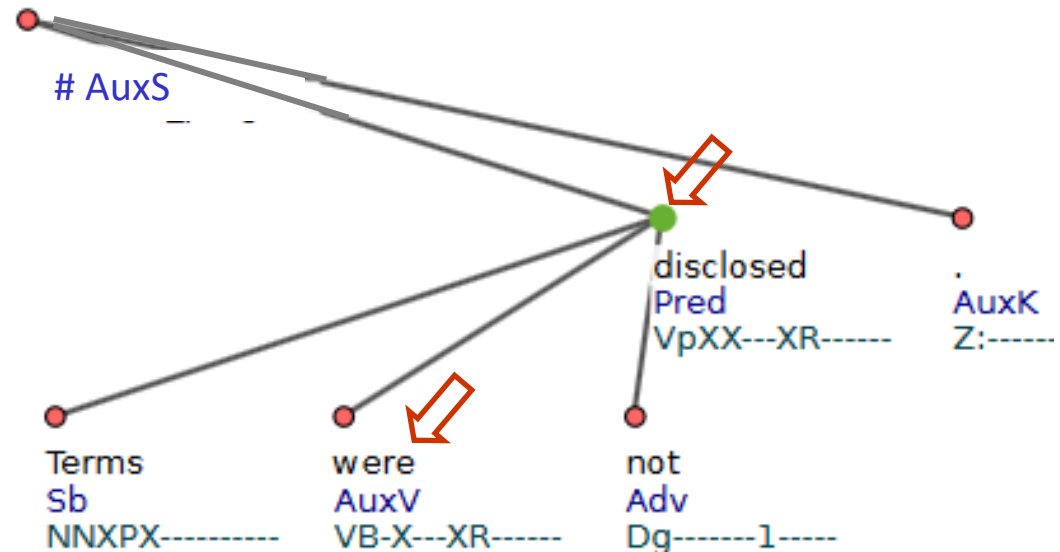 # AuxS
disclosed .
Pred AuxK
VpXX---XR------ Z:------
Terms were not
Sb AuxV Adv
NNXPX---------- VB-X---XR------ Dg-------1-----